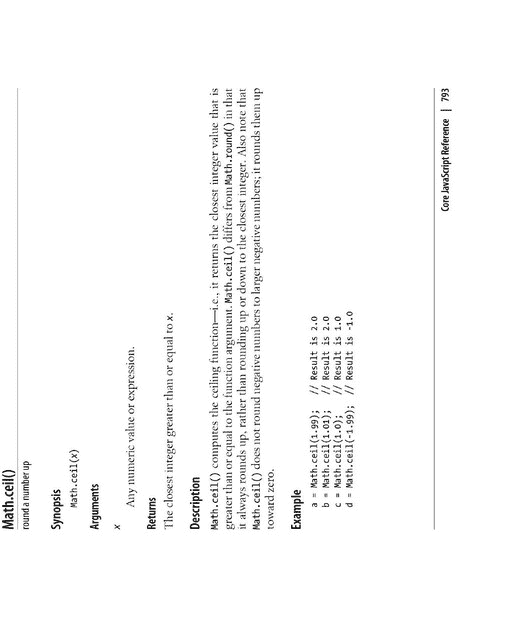 Math.ceil()
round a number up
Synopsis
Math.ceil(x)
Arguments
x
Any numeric value or expression.
Returns
The closest integer greater than or equal to x.
Description
Math.ceil() computes the ceiling function—i.e., it returns the closest integer value that is
greater than or equal to the function argument. Math.ceil() differs from Math.round() in that
it always rounds up, rather than rounding up or down to the closest integer. Also note that
Math.ceil() does not round negative numbers to larger negative numbers; it rounds them up
toward zero.
Example
a = Math.ceil(1.99);   // Result is 2.0
b = Math.ceil(1.01);   // Result is 2.0
c = Math.ceil(1.0);    // Result is 1.0
d = Math.ceil(-1.99);  // Result is -1.0
Core JavaScript Reference | 793